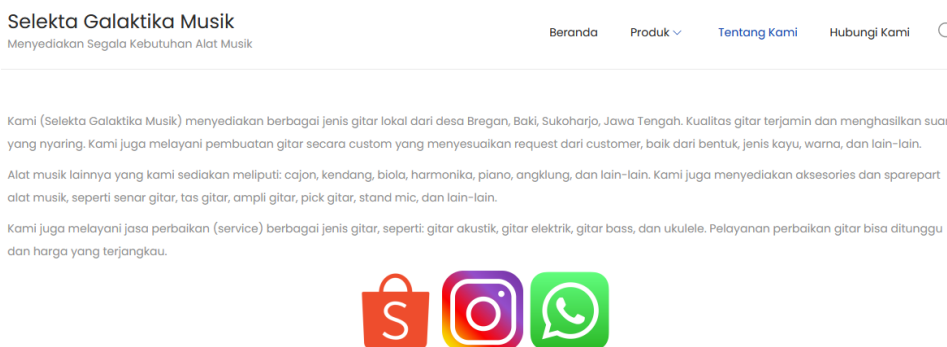 Selekta Galaktika Musik
Menyediakan Segala Kebutuhan Alat Musik
Beranda Produk Tentang Kami Hubungi Kami
Kami (Selekta Galaktika Musik) menyediakan berbagai jenis gitar lokal dari desa Bregan, Baki, Sukoharjo, Jawa Tengah. Kualitas gitar terjamin dan menghasilkan
yang nyaring. Kami juga melayani pembuatan gitar secara custom yang menyesuaikan request dari customer, baik dari bentuk, jenis kayu, warna, dan lain-lain.
Alat musik lainnya yang kami sediakan meliputi: cajon, kendang, biola, harmonika, piano, angklung, dan lain-lain. Kami juga menyediakan aksesories dan sparepart
alat musik, seperti senar gitar, tas gitar, ampli gitar, pick gitar, stand mic, dan lain-lain.
Kami juga melayani jasa perbaikan (service) berbagai jenis gitar, seperti: gitar akustik, gitar elektrik, gitar bass, dan ukulele. Pelayanan perbaikan gitar bisa ditunggu
dan harga yang terjangkau.
S